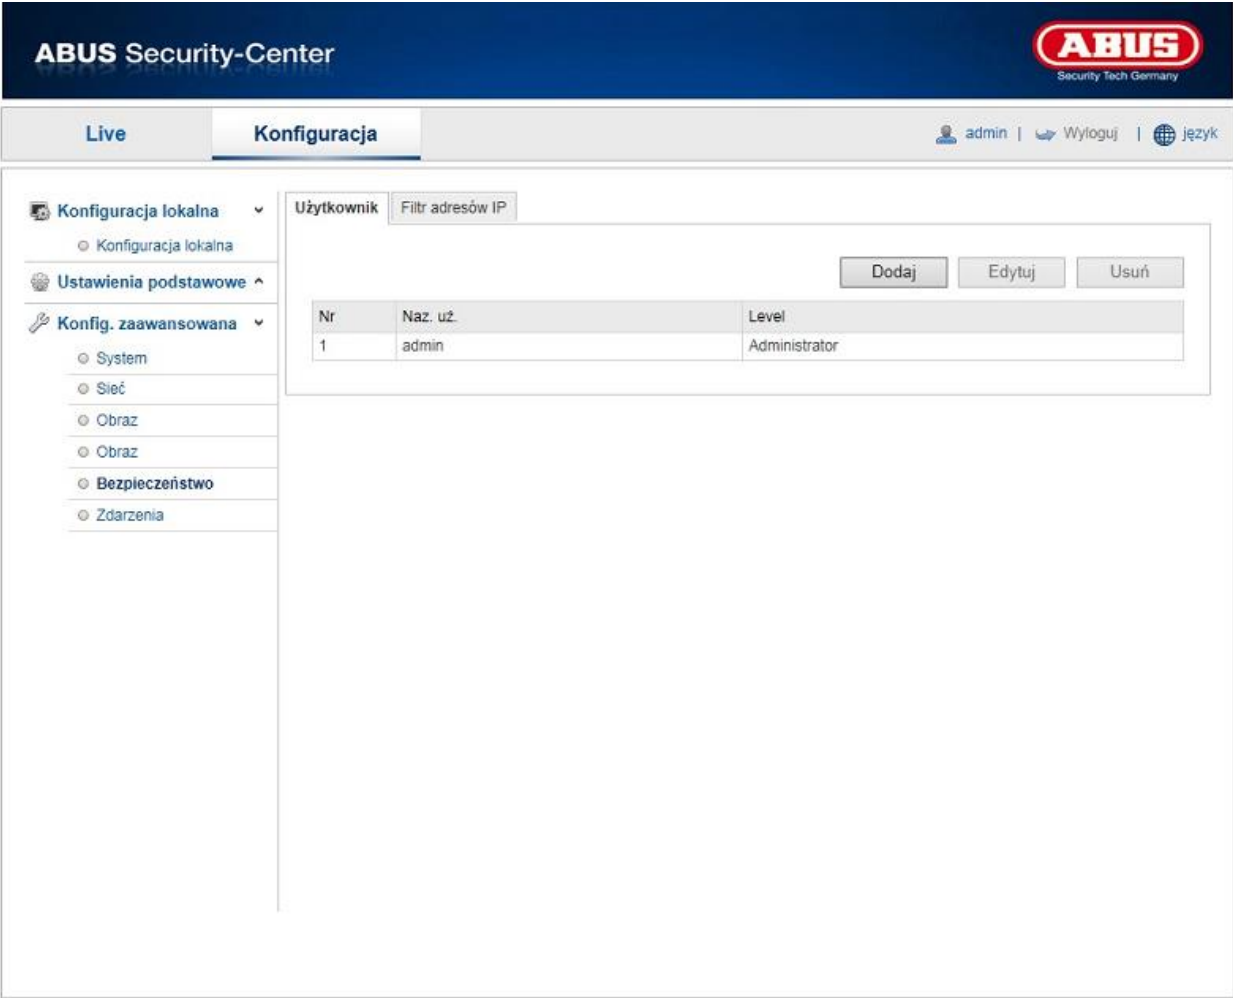 ABUS Security-Center
ABUS
Security Tech Germany
Live
Konfiguracja
admin | Wyloguj | język
Konfiguracja lokalna
Konfiguracja lokalna
Ustawienia podstawowe
Konfig. zaawansowana
System
Sieć
Obraz
Obraz
Bezpieczeństwo
Zdarzenia
Użytkownik
Filtr adresów IP
Dodaj
Edytuj
Usuń
Nr Naz. uż. Level
1 admin Administrator